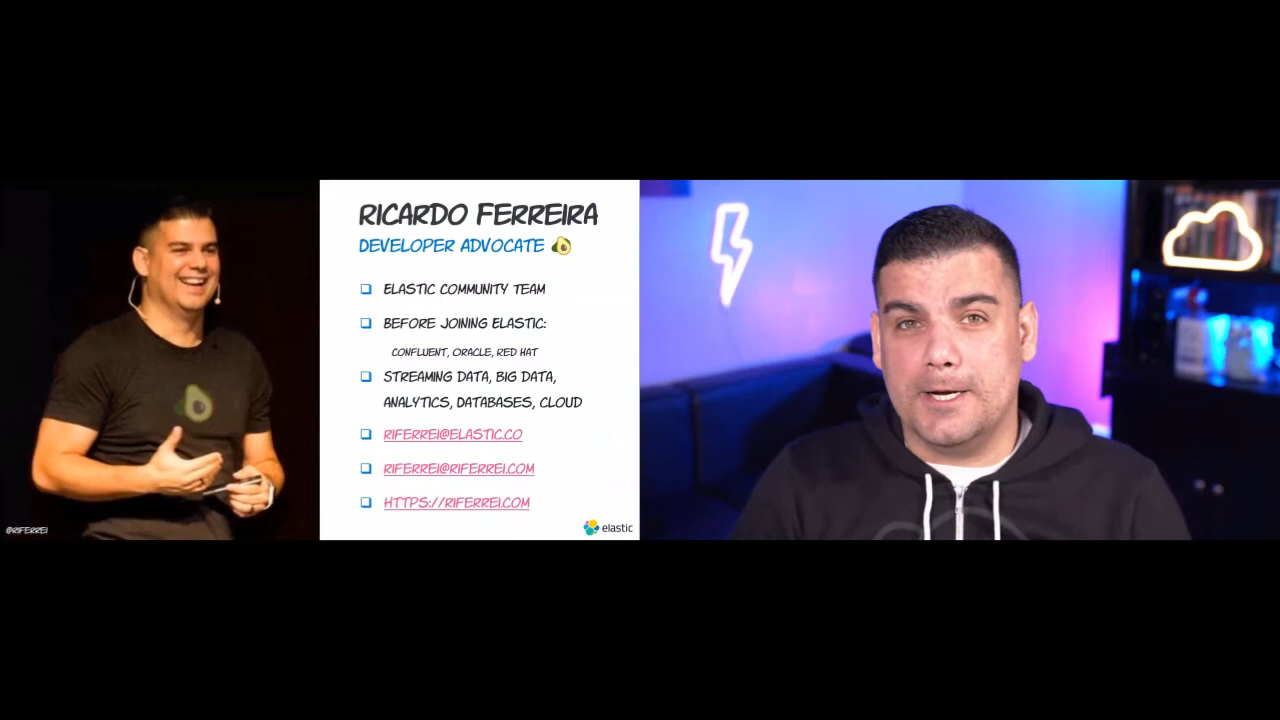 RICARDO FERREIRA
DEVELOPER ADVOCATE
ELASTIC COMMUNITY TEAM
BEFORE JOINING ELASTIC:
CONFLUENT, ORACLE, RED HAT
STREAMING DATA, BIG DATA,
ANALYTICS, DATABASES, CLOUD
RIFERREI@ELASTIC.CO
RIFERREI@RIFERREI.COM
HTTPS://RIFERREI.COM
@RIFERREI
elastic